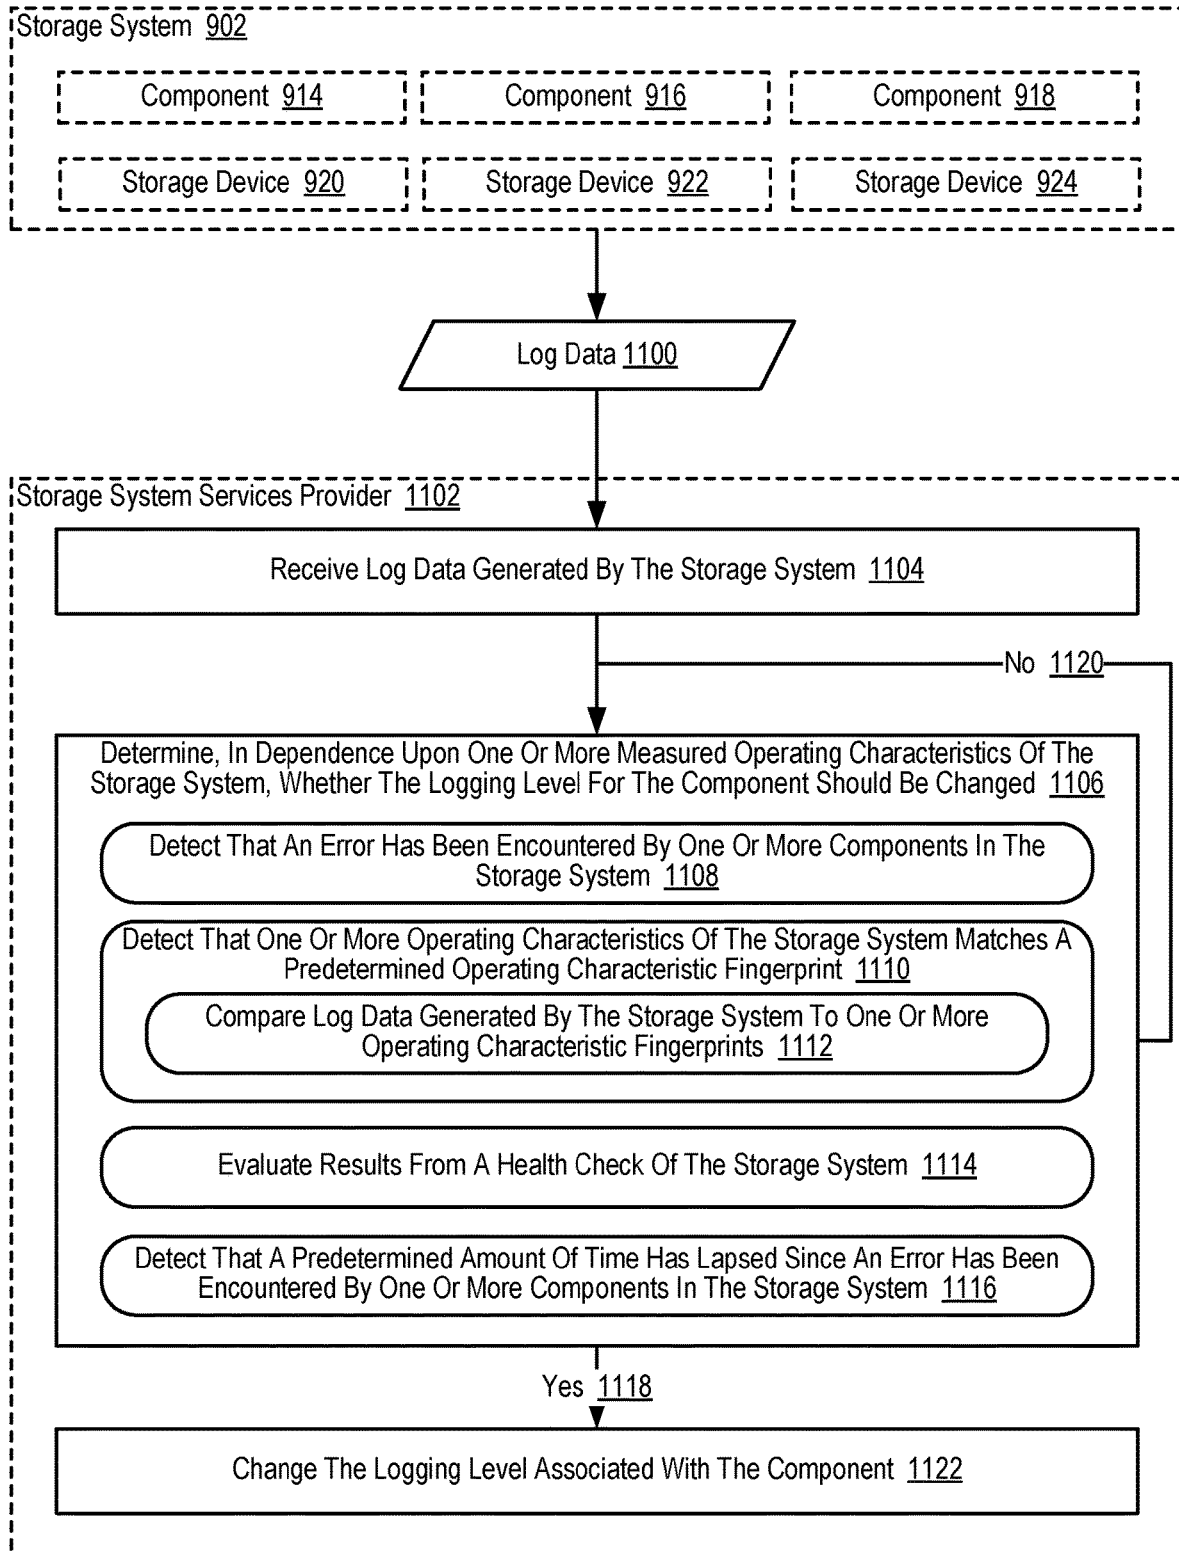 Storage System 902
Component 914
Component 916
Component 918
Storage Device 920
Storage Device 922
Storage Device 924
Log Data 1100
Storage System Services Provider 1102
Receive Log Data Generated By The Storage System 1104
No 1120
Determine, In Dependence Upon One Or More Measured Operating Characteristics Of The
Storage System, Whether The Logging Level For The Component Should Be Changed 1106
Detect That An Error Has Been Encountered By One Or More Components In The
Storage System 1108
Detect That One Or More Operating Characteristics Of The Storage System Matches A
Predetermined Operating Characteristic Fingerprint 1110
Compare Log Data Generated By The Storage System To One Or More
Operating Characteristic Fingerprints 1112
Evaluate Results From A Health Check Of The Storage System 1114
Detect That A Predetermined Amount Of Time Has Lapsed Since An Error Has Been
Encountered By One Or More Components In The Storage System 1116
Yes 1118
Change The Logging Level Associated With The Component 1122